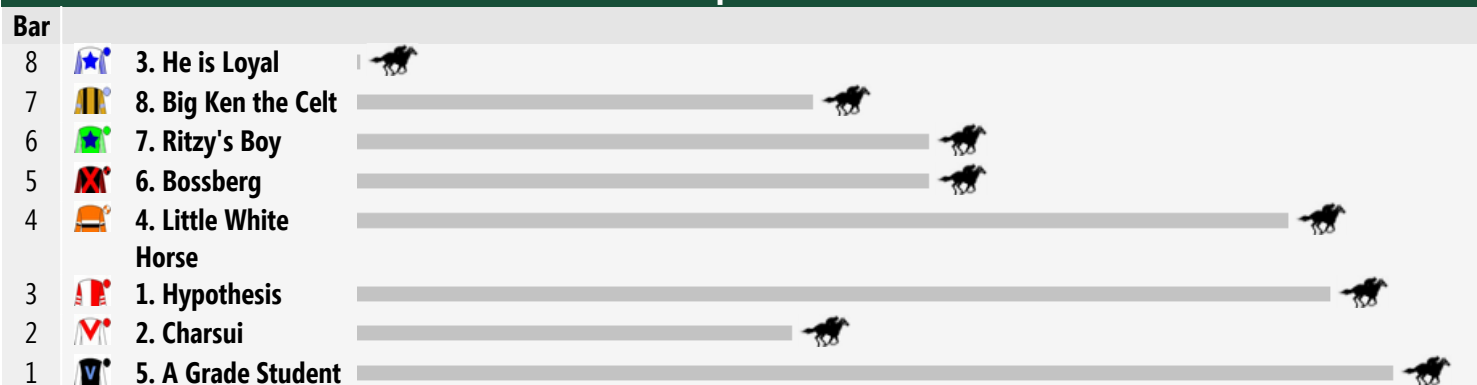 Bar
8 3. He is Loyal
7 8. Big Ken the Celt
6 7. Ritzy's Boy
5 6. Bossberg
4 4. Little White
Horse
3 1. Hypothesis
2 2. Charsui
1 V 5. A Grade Student